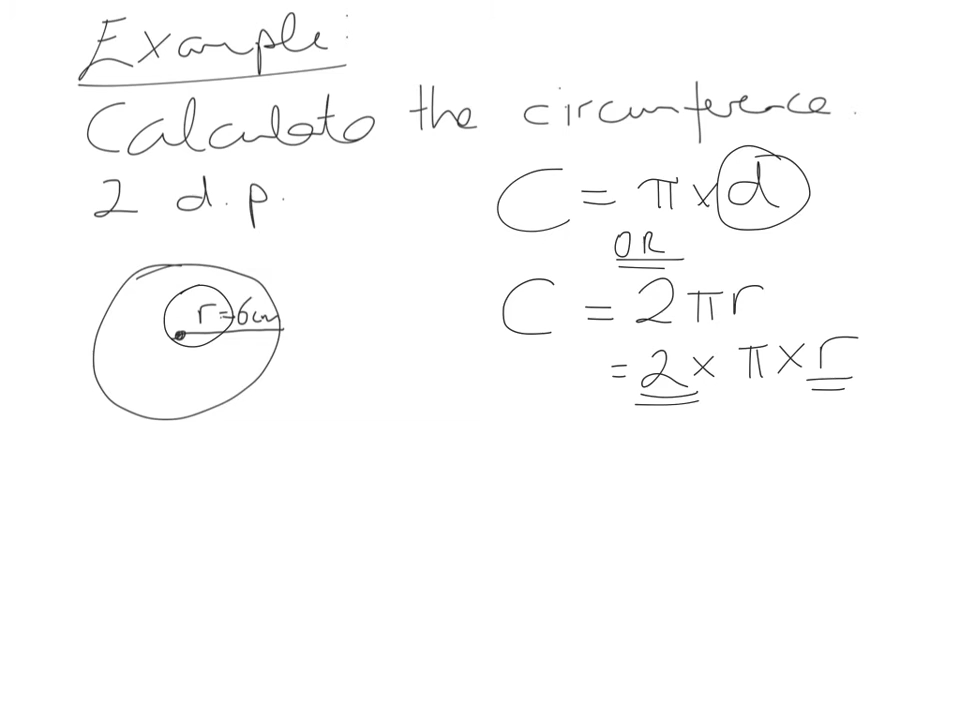 Example:
Calculate the circumference.
2 d.p.
C = π × d
OR
r = 6cm
C = 2πr
= 2 × π × r